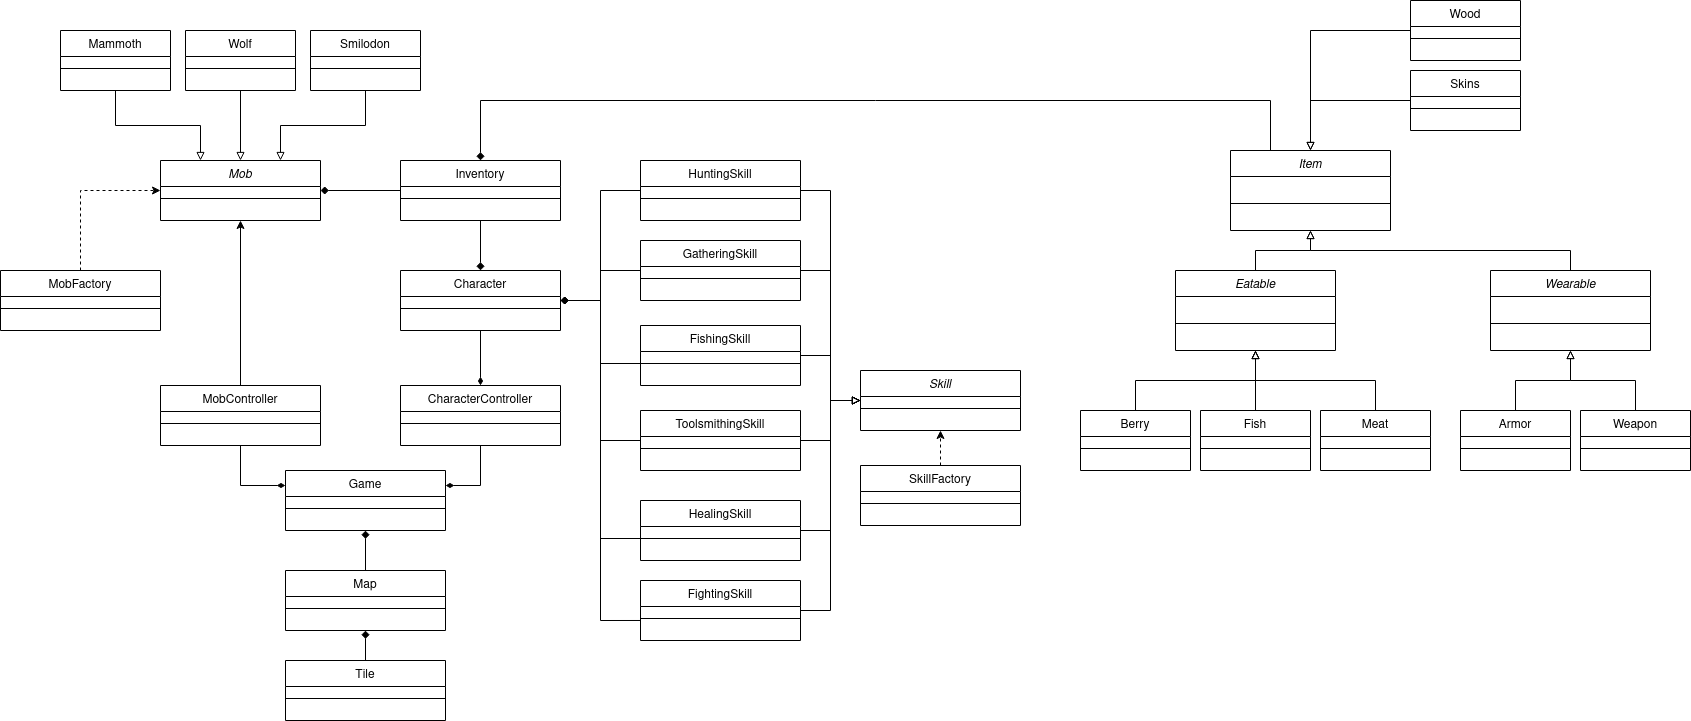 Wood
Mammoth
Wolf
Smilodon
Skins
Item
Mob
Inventory
HuntingSkill
GatheringSkill
MobFactory
Character
Eatable
Wearable
FishingSkill
Skill
MobController
CharacterController
ToolsmithingSkill
Berry
Fish
Meat
Armor
Weapon
SkillFactory
Game
HealingSkill
Map
FightingSkill
Tile